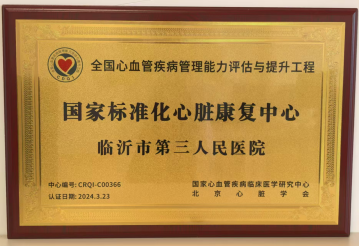 全国心血管疾病管理能力评估与提升工程
国家标准化心脏康复中心
临沂市第三人民医院
中心编号: CRQI-C00366
认证日期: 2024.3.23
国家心血管疾病临床医学研究中心
北京心脏学会